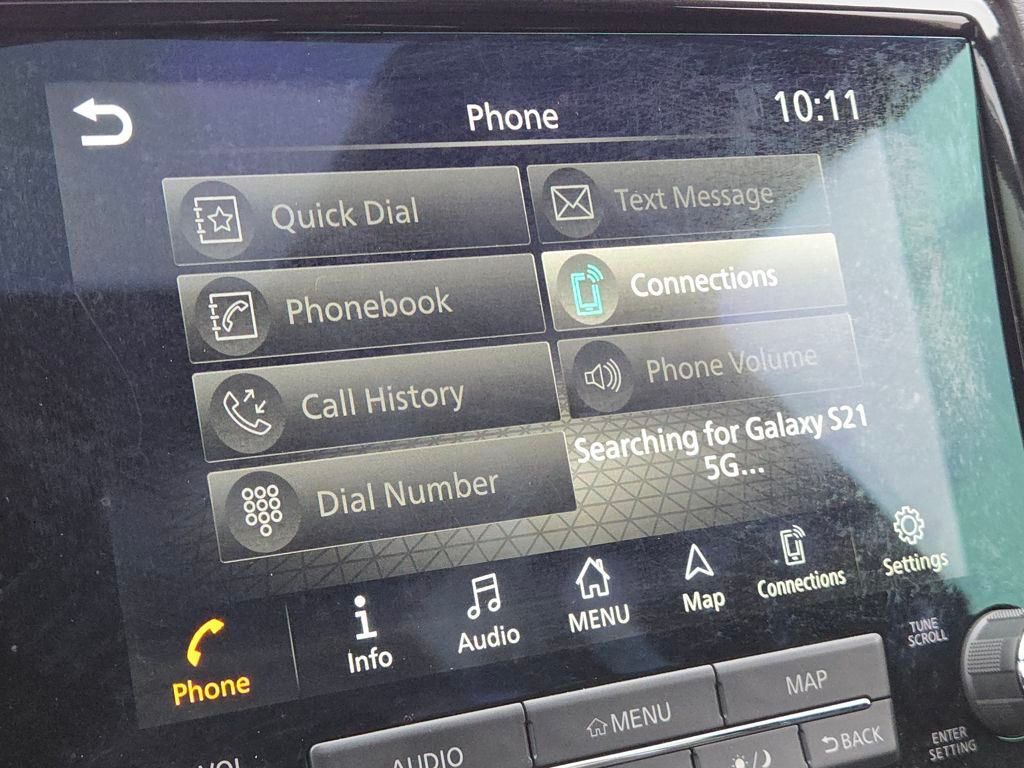 Phone
10:11
Quick Dial
Text Message
Phonebook
Connections
Call History
Phone Volume
Searching for Galaxy S21
5G...
Dial Number
Phone
Info
Audio
MENU
Map
Connections
Settings
TUNE
SCROLL
VOL
AUDIO
MENU
MAP
BACK
ENTER
SETTING